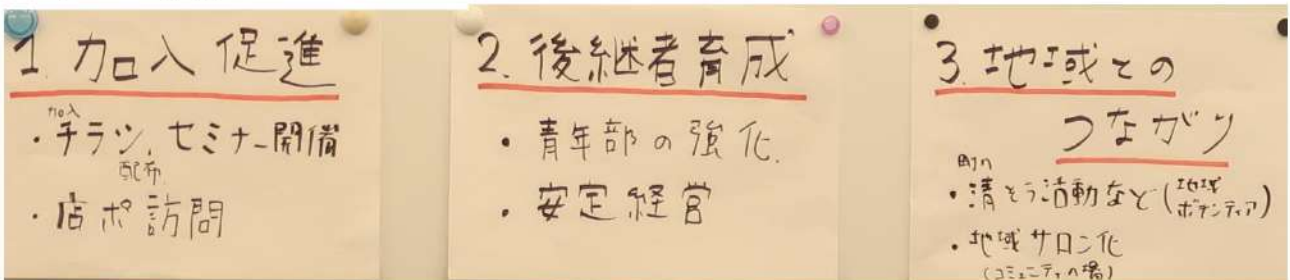 1. 加入促進
・加入チラシ、セミナー開催
配布
・店ポ訪問
2. 後継者育成
・青年部の強化.
・安定経営
3. 地域との
つながり
町の
・清そう活動など(地域ボランティア)
・地域サロン化
(コミュニティの場)